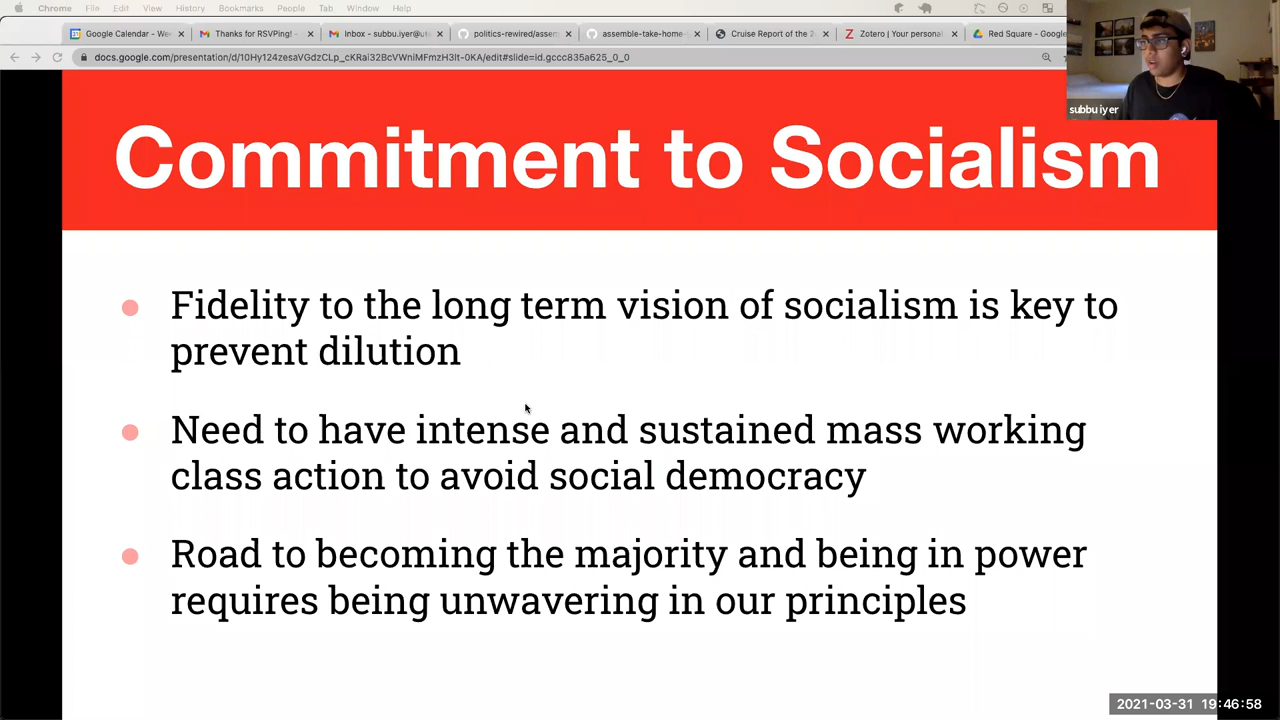 Chrome File Edit View History Bookmarks People Tab Window Help
Google Calendar - We Thanks for RSVPing! - Inbox - subbu.iyer@ut politics-rewired/assem assemble-take-home- Cruise Report of the Zotero | Your personal Red Square - Google
docs.google.com/presentation/d/10Hy124zesaVGdzCLp_cKRai32BcVWniMFmzH3It-0KA/edit#slide=id.gccc835a625_0_0
subbu iyer
Commitment to Socialism
Fidelity to the long term vision of socialism is key to
prevent dilution
Need to have intense and sustained mass working
class action to avoid social democracy
Road to becoming the majority and being in power
requires being unwavering in our principles
2021-03-31 19:46:58